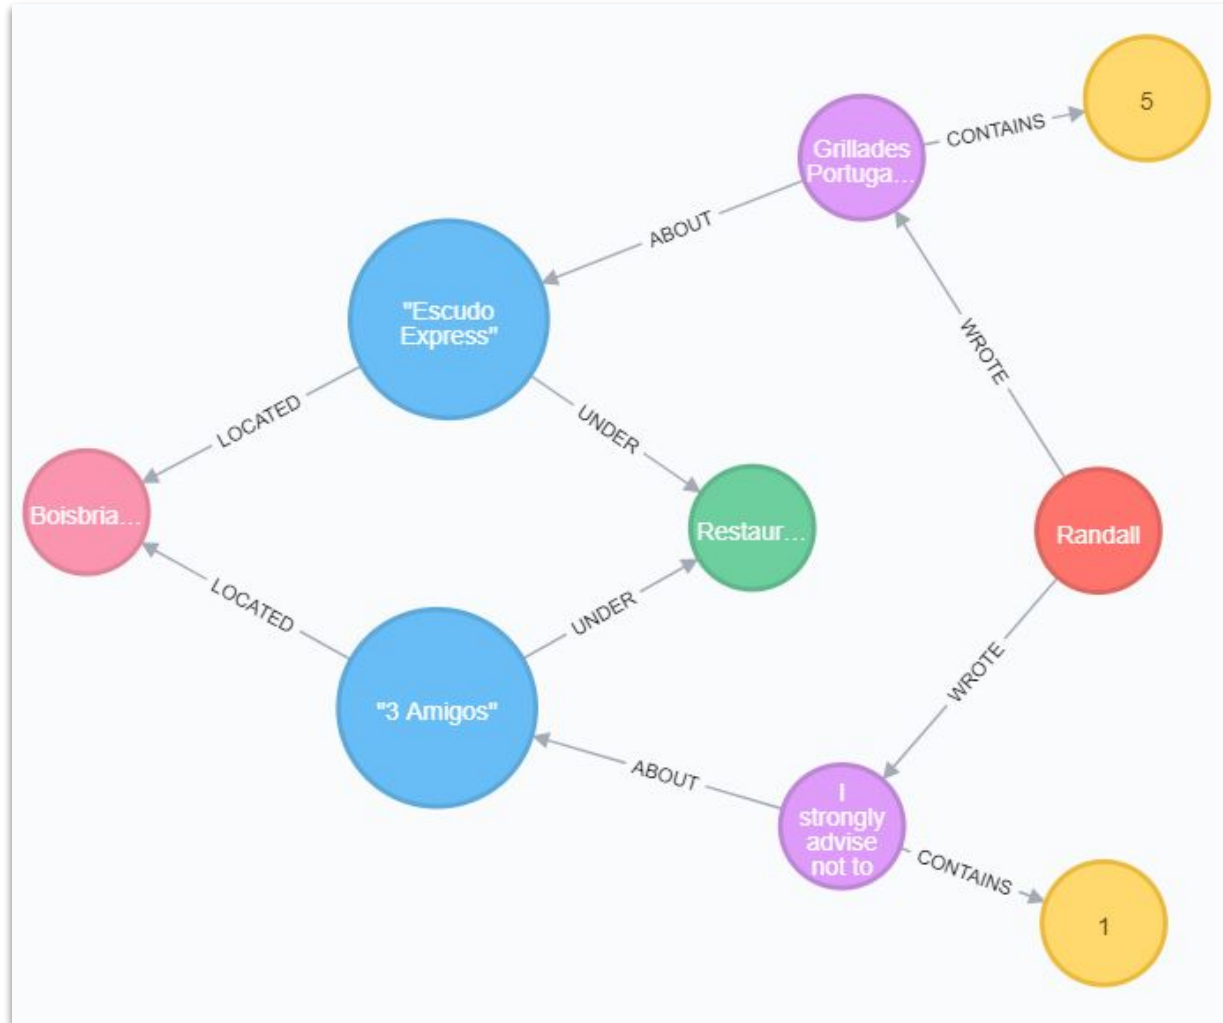 5
CONTAINS
Grillades
Portuga...
ABOUT
"Escudo
Express"
WROTE
LOCATED
UNDER
Boisbria...
Restaur...
Randall
LOCATED
UNDER
WROTE
"3 Amigos"
ABOUT
I
strongly
advise
not to
CONTAINS
1